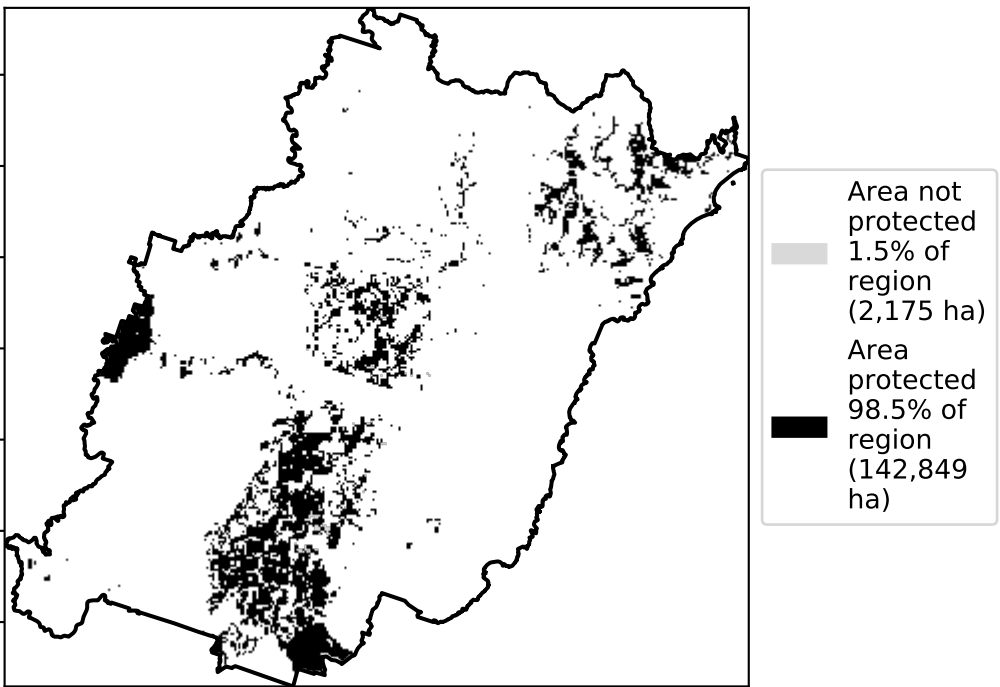 Area not
protected
1.5% of
region
(2,175 ha)
Area
protected
98.5% of
region
(142,849
ha)